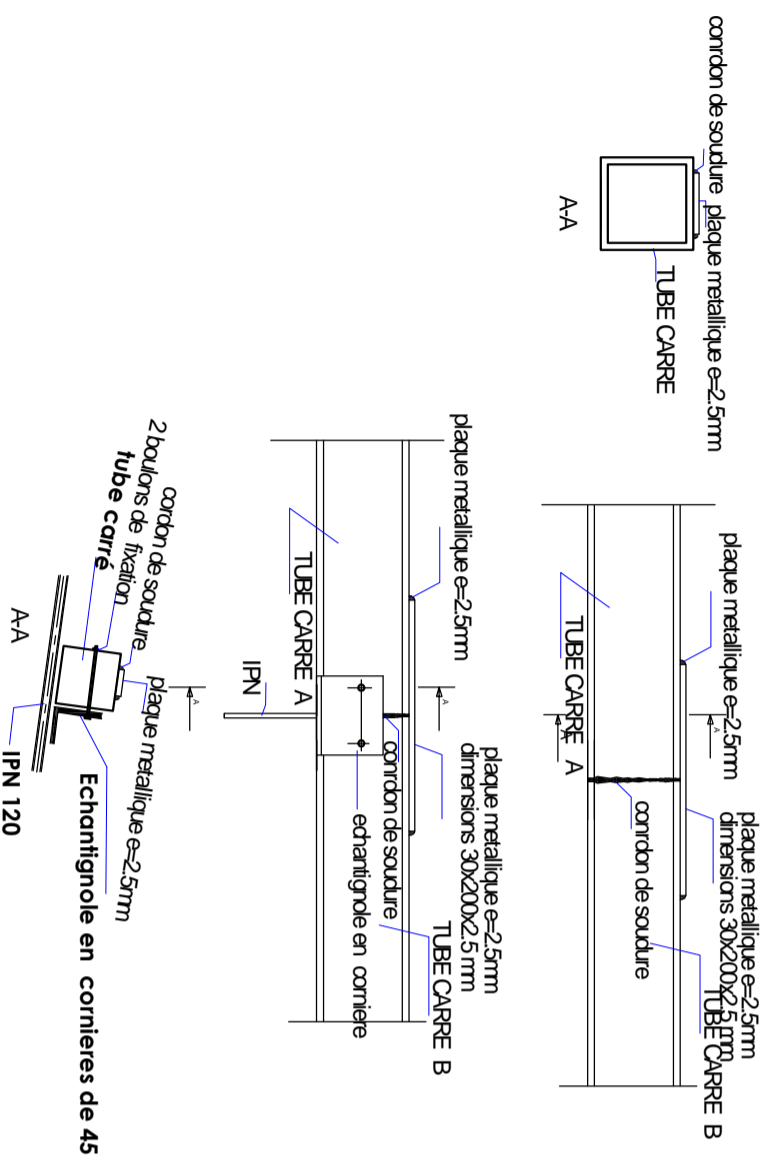 conrdon de soudure
plaque metallique e=2.5mm
TUBE CARRE
A-A
plaque metallique e=2.5mm
plaque metallique e=2.5mm
dimensions 30x200x2.5 mm
TUBE CARRE B
A
A
TUBE CARRE A
conrdon de soudure
plaque metallique e=2.5mm
plaque metallique e=2.5mm
dimensions 30x200x2.5 mm
TUBE CARRE B
A
A
TUBE CARRE A
IPN
conrdon de soudure
echantignole en corniere
cordon de soudure
2 boulons de fixation
tube carré
plaque metallique e=2.5mm
Echantignole en cornieres de 45
A-A
IPN 120